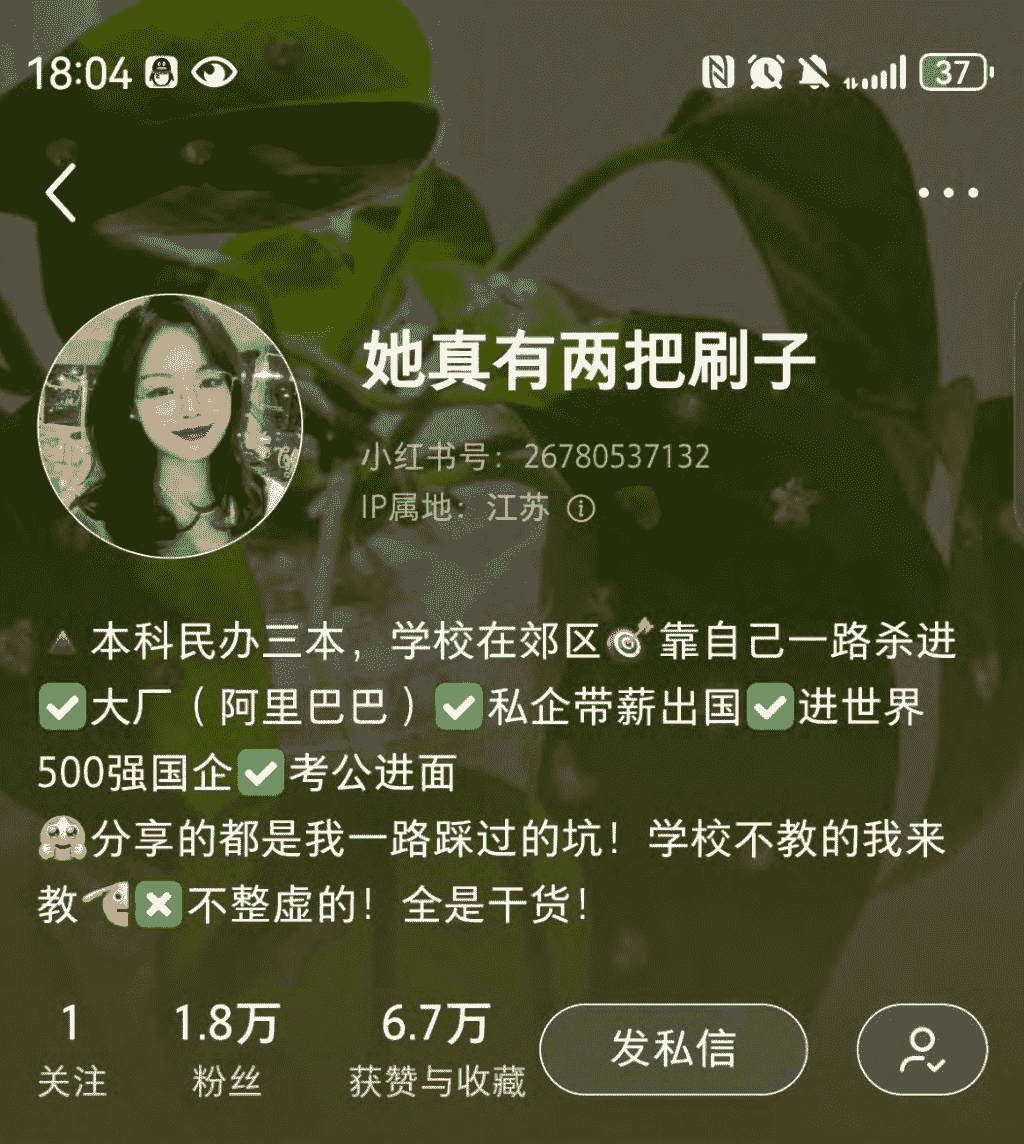 18:04
37
她真有两把刷子
小红书号：26780537132
IP属地：江苏
本科民办三本，学校在郊区🎯靠自己一路杀进
✅大厂（阿里巴巴）✅私企带薪出国✅进世界
500强国企✅考公进面
分享的都是我一路踩过的坑！学校不教的我来
教❎不整虚的！全是干货！
1 1.8万 6.7万
关注 粉丝 获赞与收藏
发私信